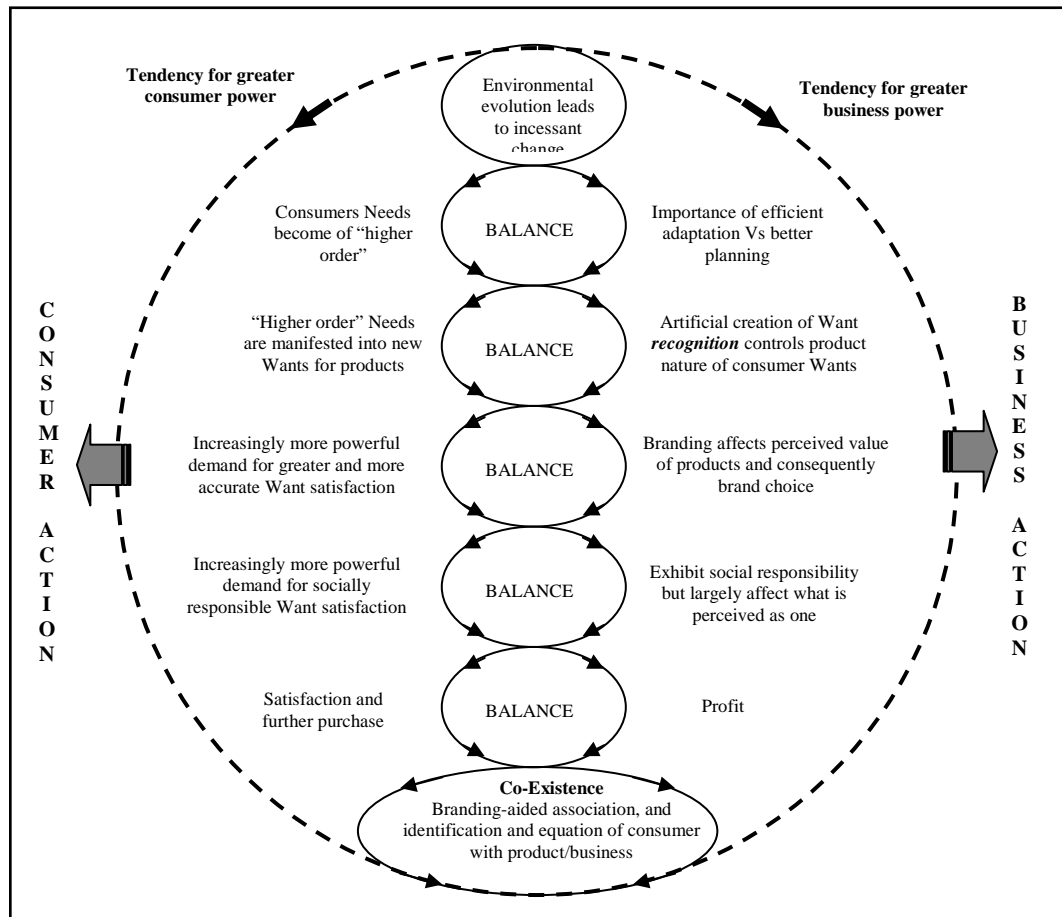 Tendency for greater
consumer power
Tendency for greater
business power
Environmental
evolution leads
to incessant
change
Consumers Needs
become of “higher
order”
BALANCE
Importance of efficient
adaptation Vs better
planning
“Higher order” Needs
are manifested into new
Wants for products
BALANCE
Artificial creation of Want
recognition controls product
nature of consumer Wants
Increasingly more powerful
demand for greater and more
accurate Want satisfaction
BALANCE
Branding affects perceived value
of products and consequently
brand choice
Increasingly more powerful
demand for socially
responsible Want satisfaction
BALANCE
Exhibit social responsibility
but largely affect what is
perceived as one
Satisfaction and
further purchase
BALANCE
Profit
Co-Existence
Branding-aided association, and
identification and equation of consumer
with product/business
CONSUMER ACTION
BUSINESS ACTION